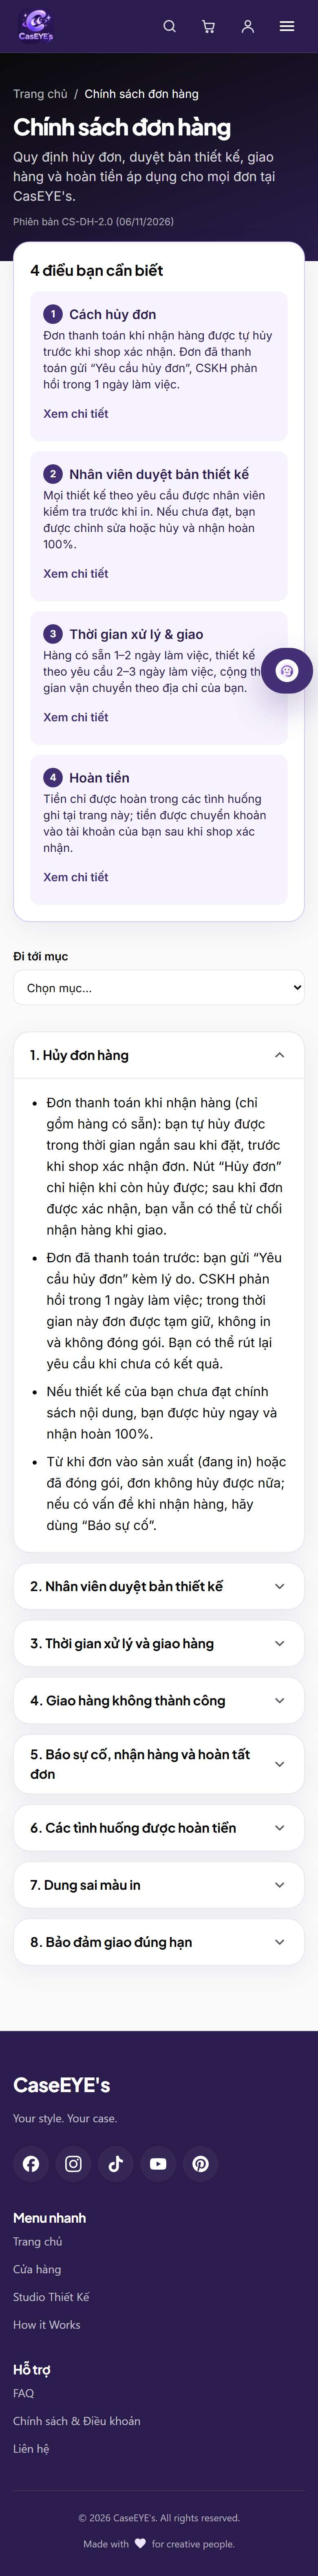 CasEYE's
Trang chủ / Chính sách đơn hàng
Chính sách đơn hàng
Quy định hủy đơn, duyệt bản thiết kế, giao
hàng và hoàn tiền áp dụng cho mọi đơn tại
CasEYE's.
Phiên bản CS-DH-2.0 (06/11/2026)
4 điều bạn cần biết
1 Cách hủy đơn
Đơn thanh toán khi nhận hàng được tự hủy
trước khi shop xác nhận. Đơn đã thanh
toán gửi “Yêu cầu hủy đơn”, CSKH phản
hồi trong 1 ngày làm việc.
Xem chi tiết
2 Nhân viên duyệt bản thiết kế
Mọi thiết kế theo yêu cầu được nhân viên
kiểm tra trước khi in. Nếu chưa đạt, bạn
được chỉnh sửa hoặc hủy và nhận hoàn
100%.
Xem chi tiết
3 Thời gian xử lý & giao
Hàng có sẵn 1–2 ngày làm việc, thiết kế
theo yêu cầu 2–3 ngày làm việc, cộng
gian vận chuyển theo địa chỉ của bạn.
Xem chi tiết
4 Hoàn tiền
Tiền chỉ được hoàn trong các tình huống
ghi tại trang này; tiền được chuyển khoản
vào tài khoản của bạn sau khi shop xác
nhận.
Xem chi tiết
Đi tới mục
Chọn mục...
1. Hủy đơn hàng
• Đơn thanh toán khi nhận hàng (chỉ
gồm hàng có sẵn): bạn tự hủy được
trong thời gian ngắn sau khi đặt, trước
khi shop xác nhận đơn. Nút “Hủy đơn”
chỉ hiện khi còn hủy được; sau khi đơn
được xác nhận, bạn vẫn có thể từ chối
nhận hàng khi giao.
• Đơn đã thanh toán trước: bạn gửi “Yêu
cầu hủy đơn” kèm lý do. CSKH phản
hồi trong 1 ngày làm việc; trong thời
gian này đơn được tạm giữ, không in
và không đóng gói. Bạn có thể rút lại
yêu cầu khi chưa có kết quả.
• Nếu thiết kế của bạn chưa đạt chính
sách nội dung, bạn được hủy ngay và
nhận hoàn 100%.
• Từ khi đơn vào sản xuất (đang in) hoặc
đã đóng gói, đơn không hủy được nữa;
nếu có vấn đề khi nhận hàng, hãy
dùng “Báo sự cố”.
2. Nhân viên duyệt bản thiết kế
3. Thời gian xử lý và giao hàng
4. Giao hàng không thành công
5. Báo sự cố, nhận hàng và hoàn tất
đơn
6. Các tình huống được hoàn tiền
7. Dung sai màu in
8. Bảo đảm giao đúng hạn
CaseEYE's
Your style. Your case.
Menu nhanh
Trang chủ
Cửa hàng
Studio Thiết Kế
How it Works
Hỗ trợ
FAQ
Chính sách & Điều khoản
Liên hệ
© 2026 CaseEYE's. All rights reserved.
Made with for creative people.